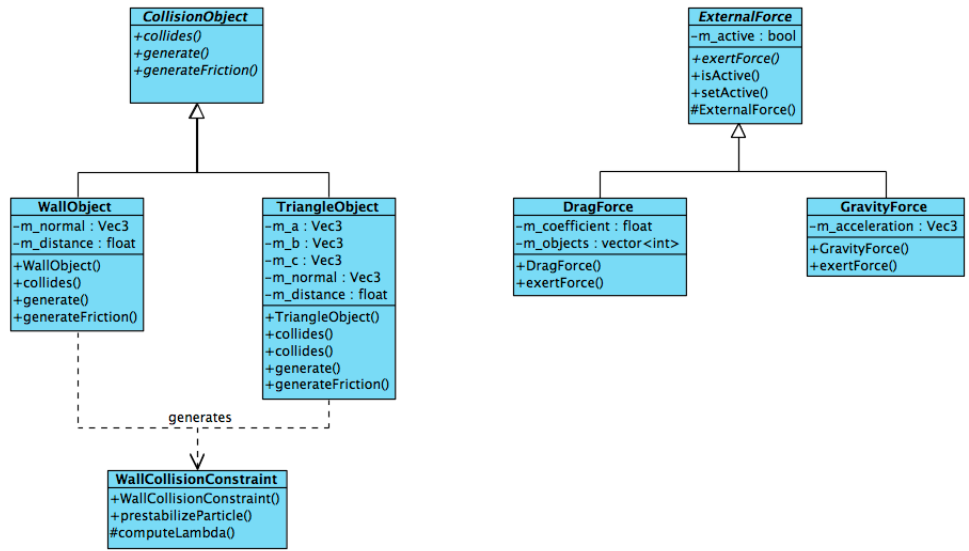 CollisionObject
+collides()
+generate()
+generateFriction()
ExternalForce
-m_active : bool
+exertForce()
+isActive()
+setActive()
#ExternalForce()
WallObject
-m_normal : Vec3
-m_distance : float
+WallObject()
+collides()
+generate()
+generateFriction()
TriangleObject
-m_a : Vec3
-m_b : Vec3
-m_c : Vec3
-m_normal : Vec3
-m_distance : float
+TriangleObject()
+collides()
+collides()
+generate()
+generateFriction()
DragForce
-m_coefficient : float
-m_objects : vector<int>
+DragForce()
+exertForce()
GravityForce
-m_acceleration : Vec3
+GravityForce()
+exertForce()
generates
WallCollisionConstraint
+WallCollisionConstraint()
+prestabilizeParticle()
#computeLambda()